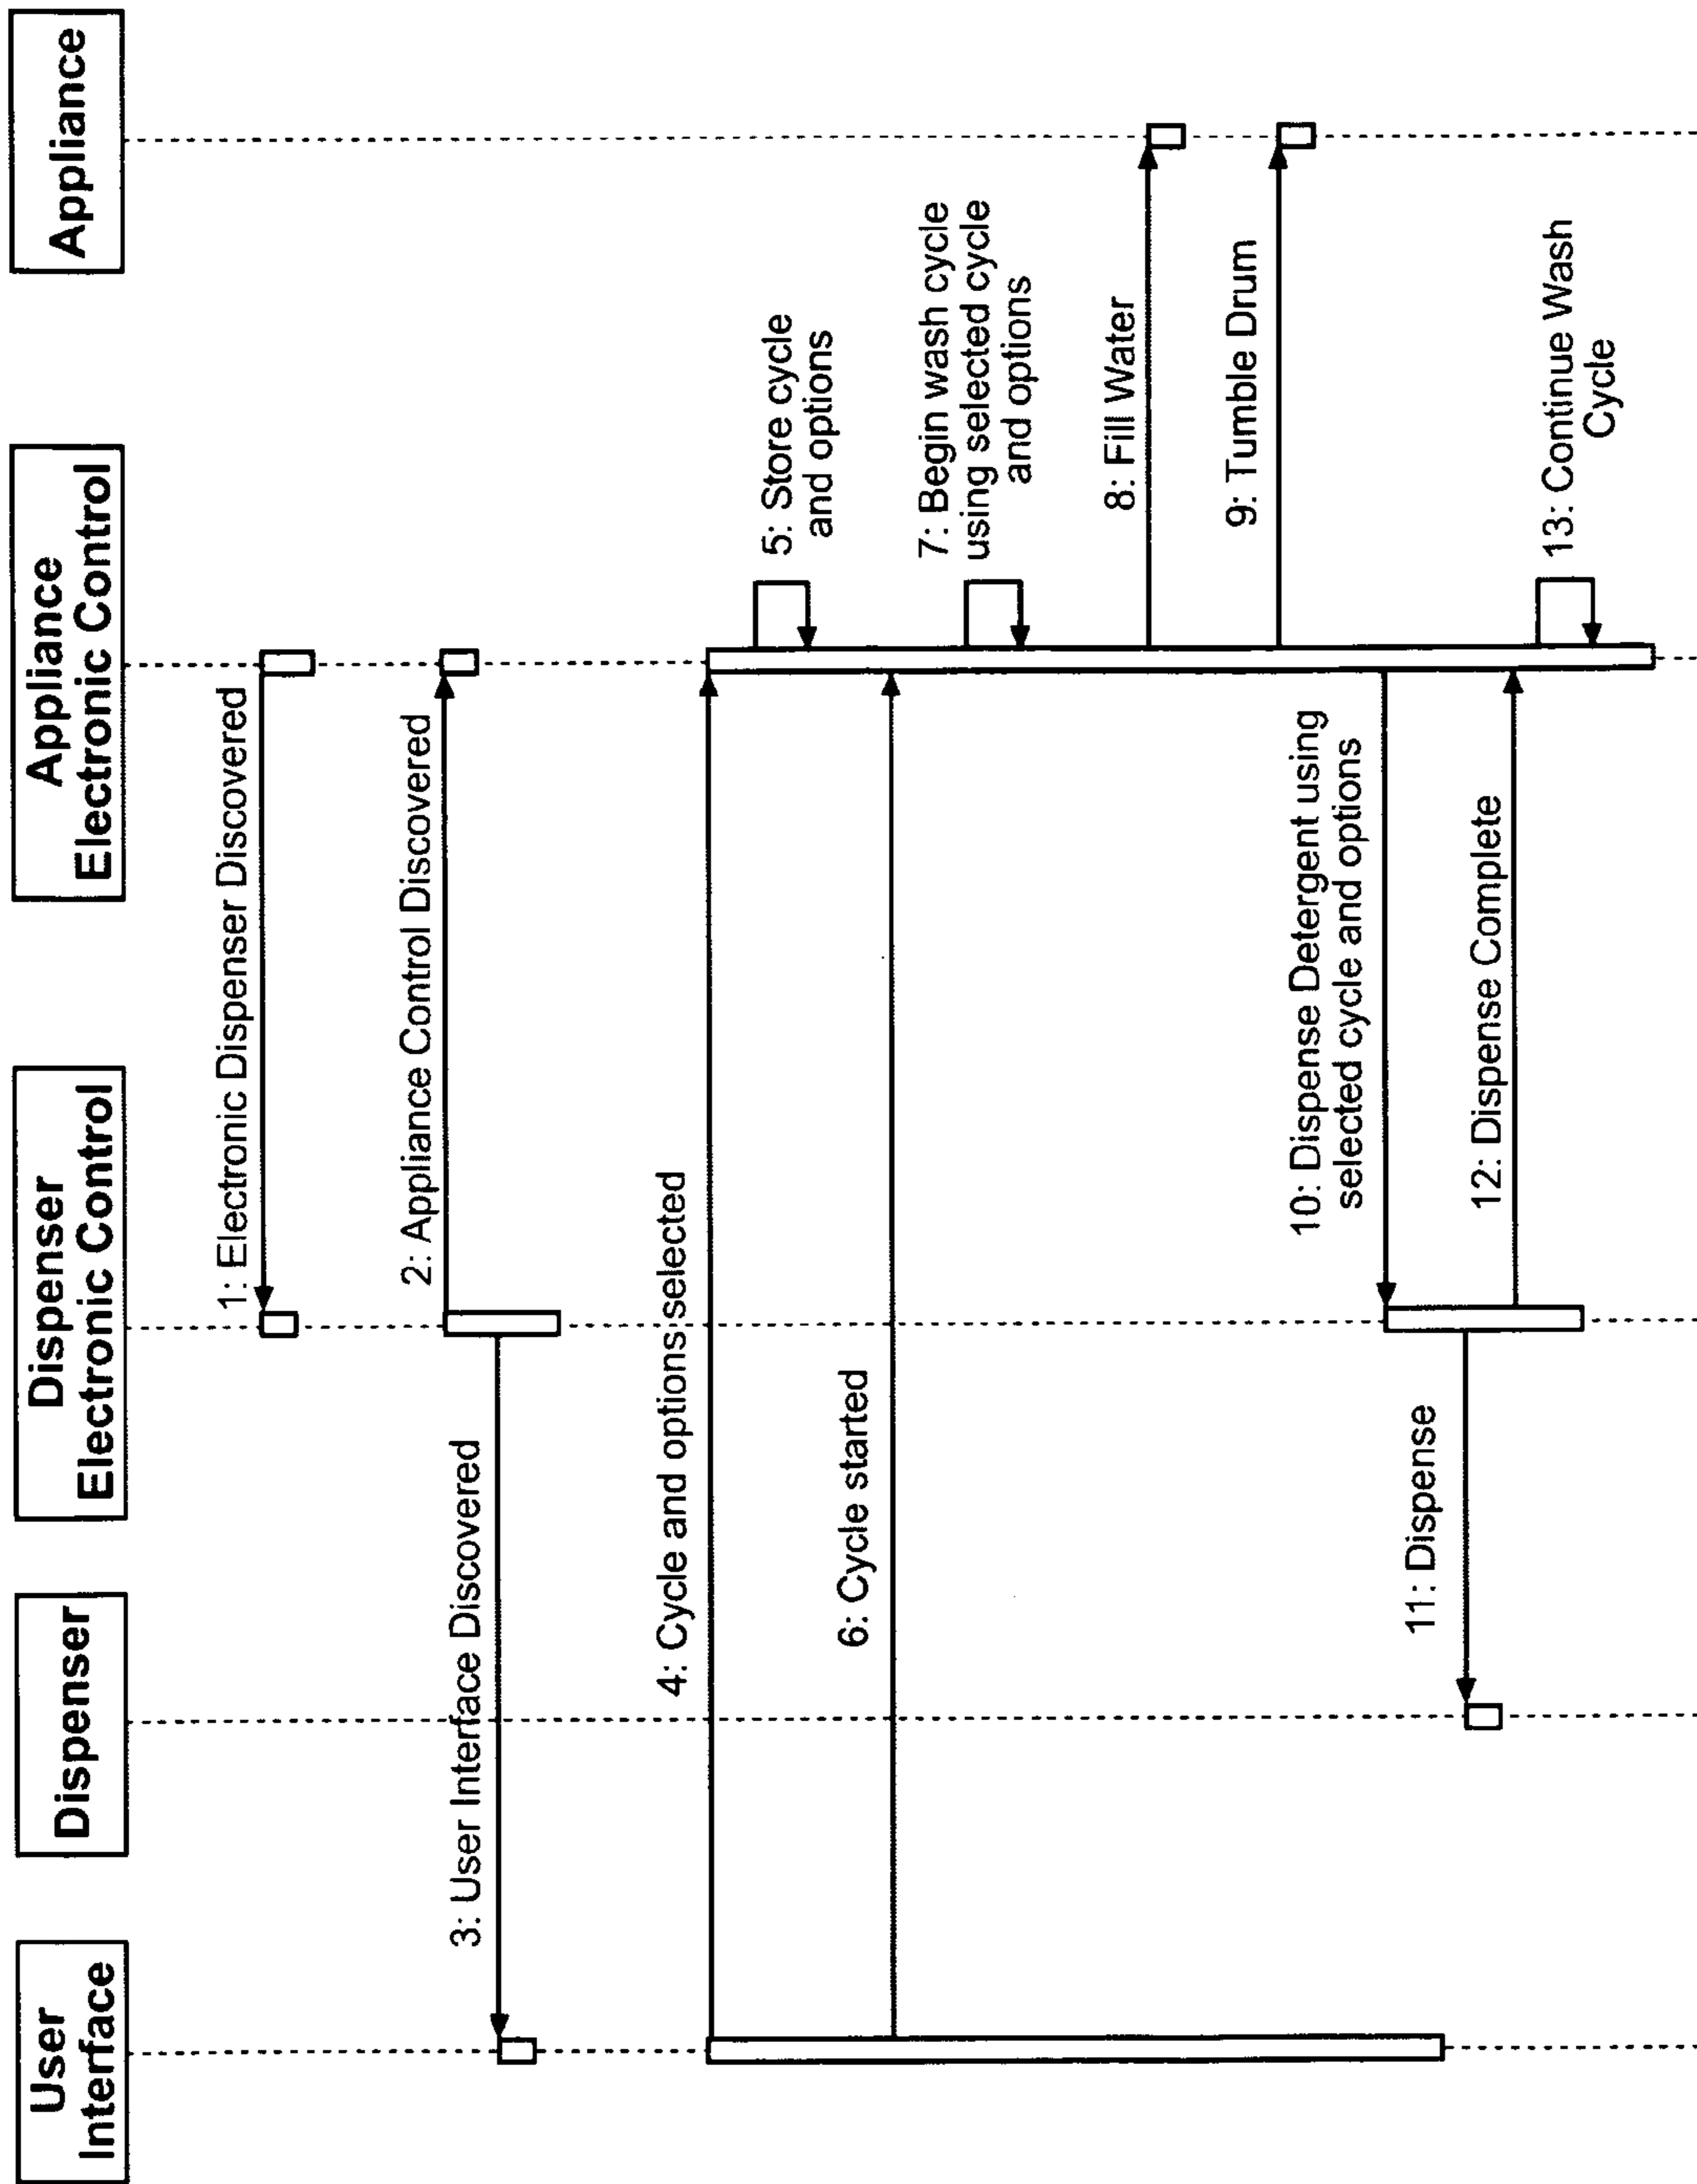 User
Interface
Dispenser
Dispenser
Electronic Control
Appliance
Electronic Control
Appliance
1: Electronic Dispenser Discovered
2: Appliance Control Discovered
3: User Interface Discovered
4: Cycle and options selected
5: Store cycle
and options
6: Cycle started
7: Begin wash cycle
using selected cycle
and options
8: Fill Water
9: Tumble Drum
10: Dispense Detergent using
selected cycle and options
11: Dispense
12: Dispense Complete
13: Continue Wash
Cycle